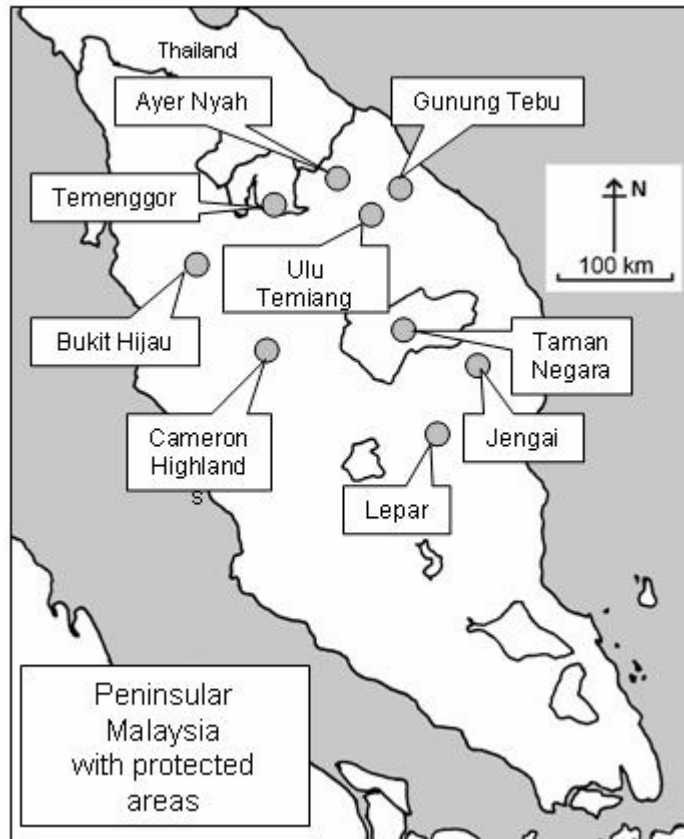 Thailand
Ayer Nyah
Gunung Tebu
Temenggor
N
100 km
Ulu
Temiang
Bukit Hijau
Taman
Negara
Cameron
Highland
s
Jengai
Lepar
Peninsular
Malaysia
with protected
areas